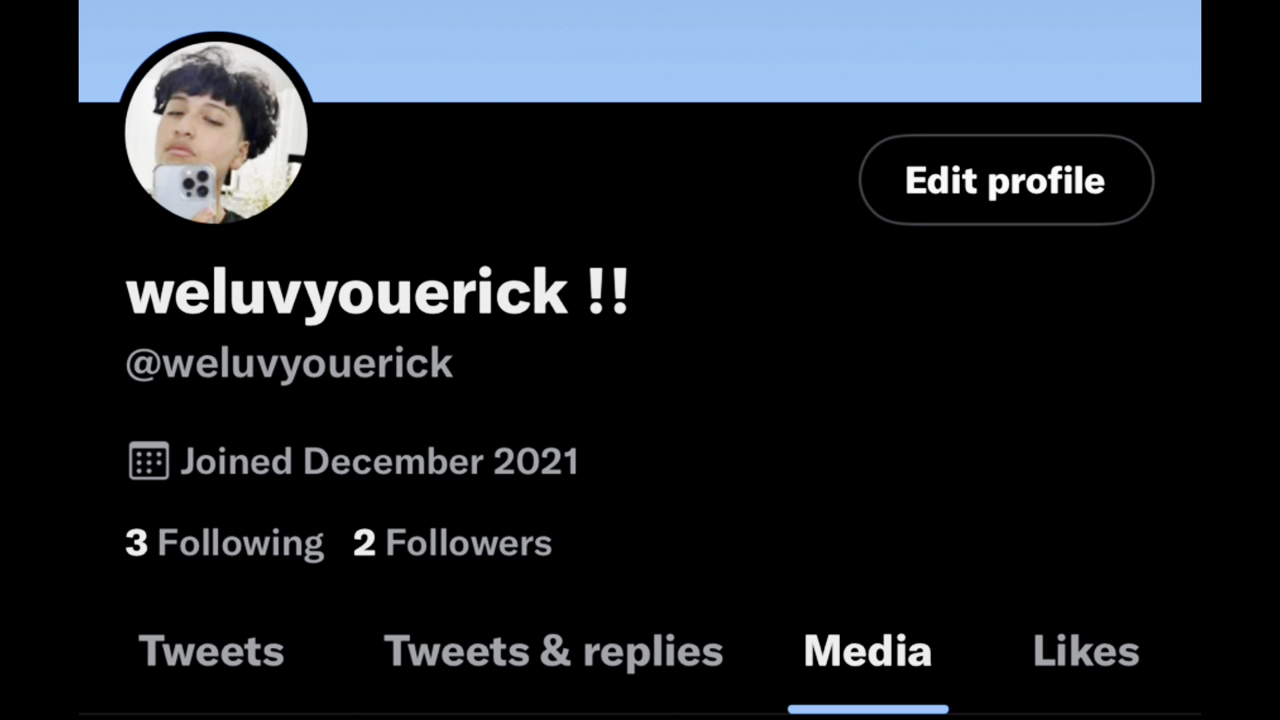 Edit profile
weluvyouerick !!
@weluvyouerick
Joined December 2021
3 Following 2 Followers
Tweets Tweets & replies Media Likes